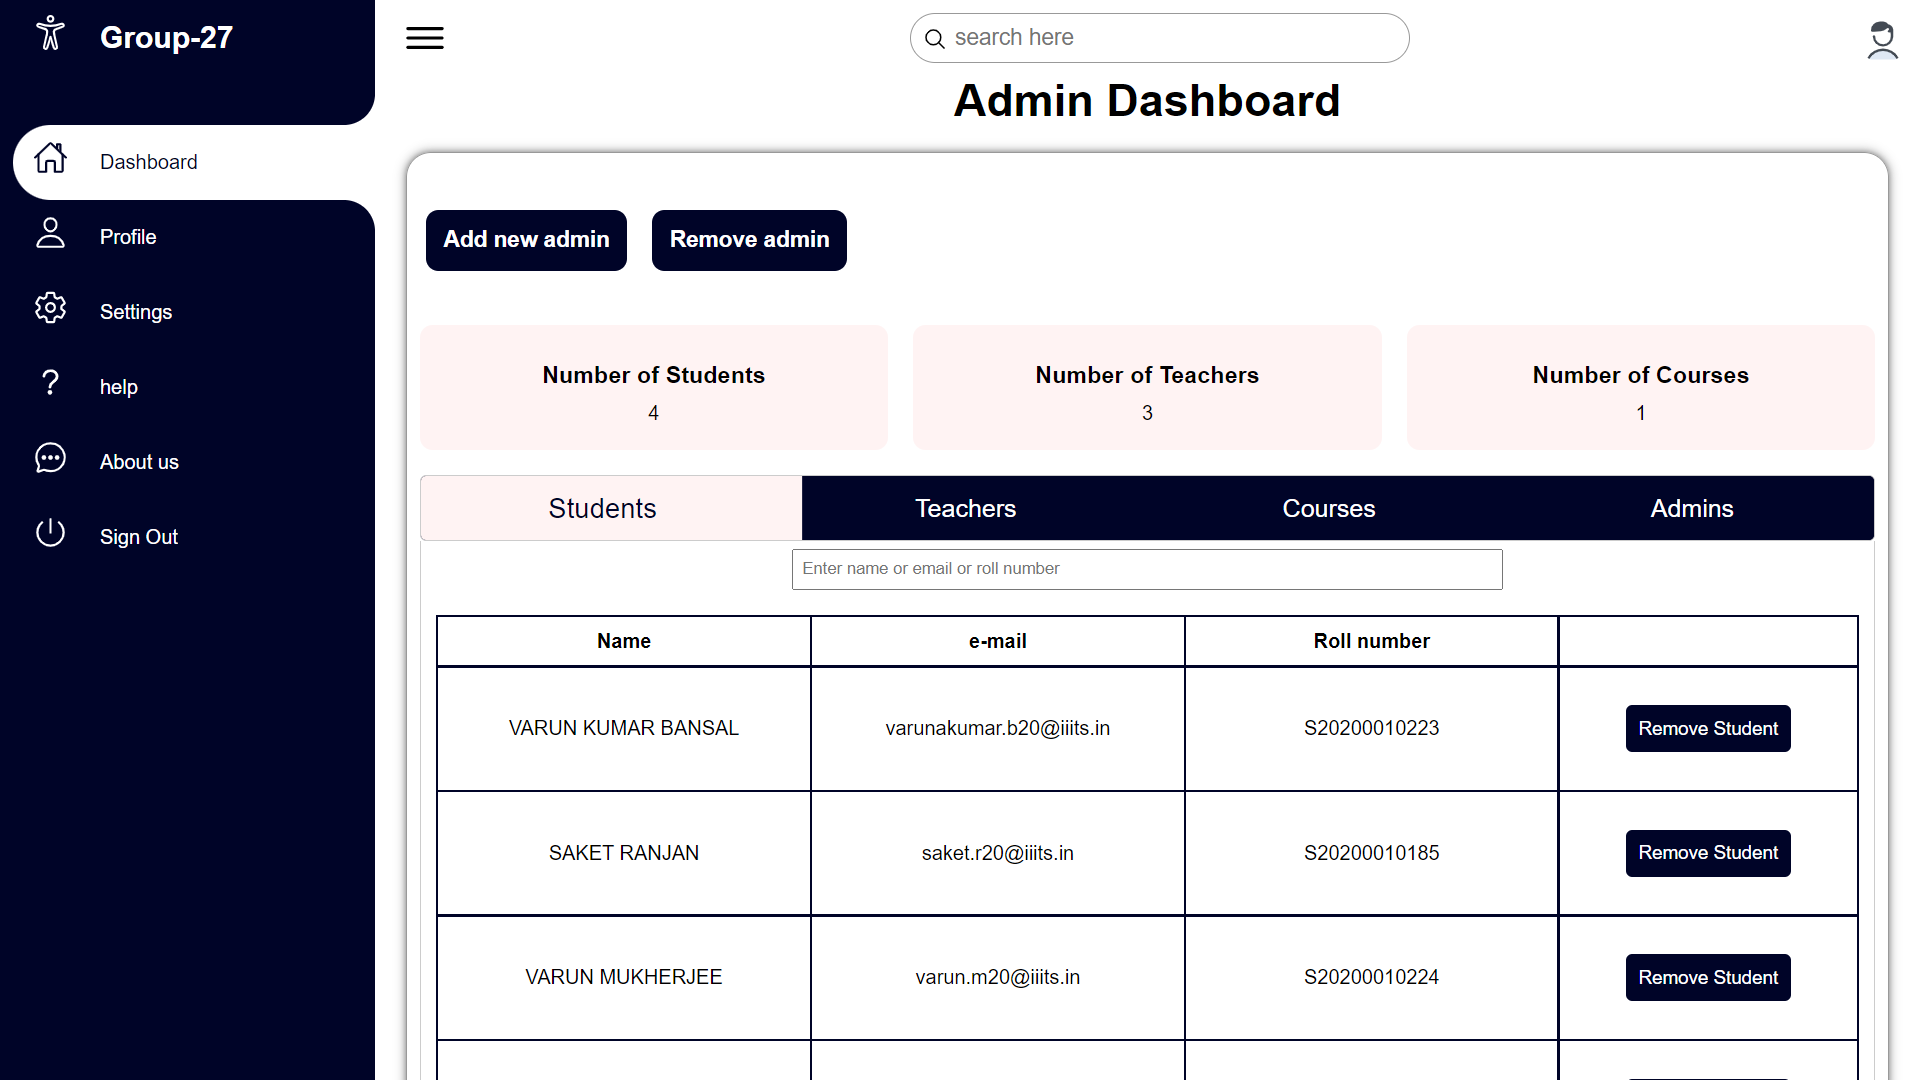 Group-27
search here
Admin Dashboard
Dashboard
Profile
Settings
help
About us
Sign Out
Add new admin
Remove admin
Number of Students
4
Number of Teachers
3
Number of Courses
1
Students Teachers Courses Admins
Enter name or email or roll number
Name e-mail Roll number
VARUN KUMAR BANSAL varunakumar.b20@iiits.in S20200010223 Remove Student
SAKET RANJAN saket.r20@iiits.in S20200010185 Remove Student
VARUN MUKHERJEE varun.m20@iiits.in S20200010224 Remove Student